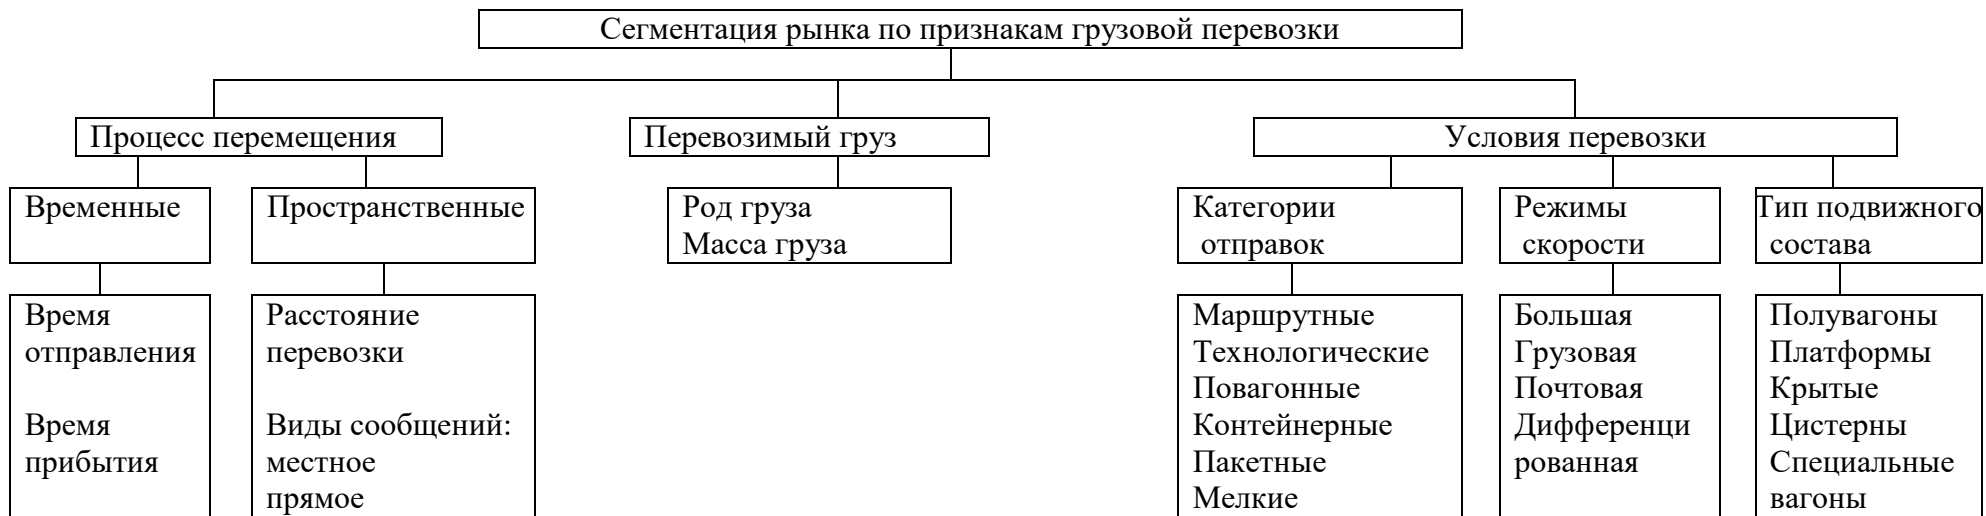 Сегментация рынка по признакам грузовой перевозки
Процесс перемещения
Перевозимый груз
Условия перевозки
Временные
Пространственные
Род груза
Масса груза
Категории
отправок
Режимы
скорости
Тип подвижного
состава
Время
отправления
Время
прибытия
Расстояние
перевозки
Виды сообщений:
местное
прямое
Маршрутные
Технологические
Повагонные
Контейнерные
Пакетные
Мелкие
Большая
Грузовая
Почтовая
Дифференци
рованная
Полувагоны
Платформы
Крытые
Цистерны
Специальные
вагоны